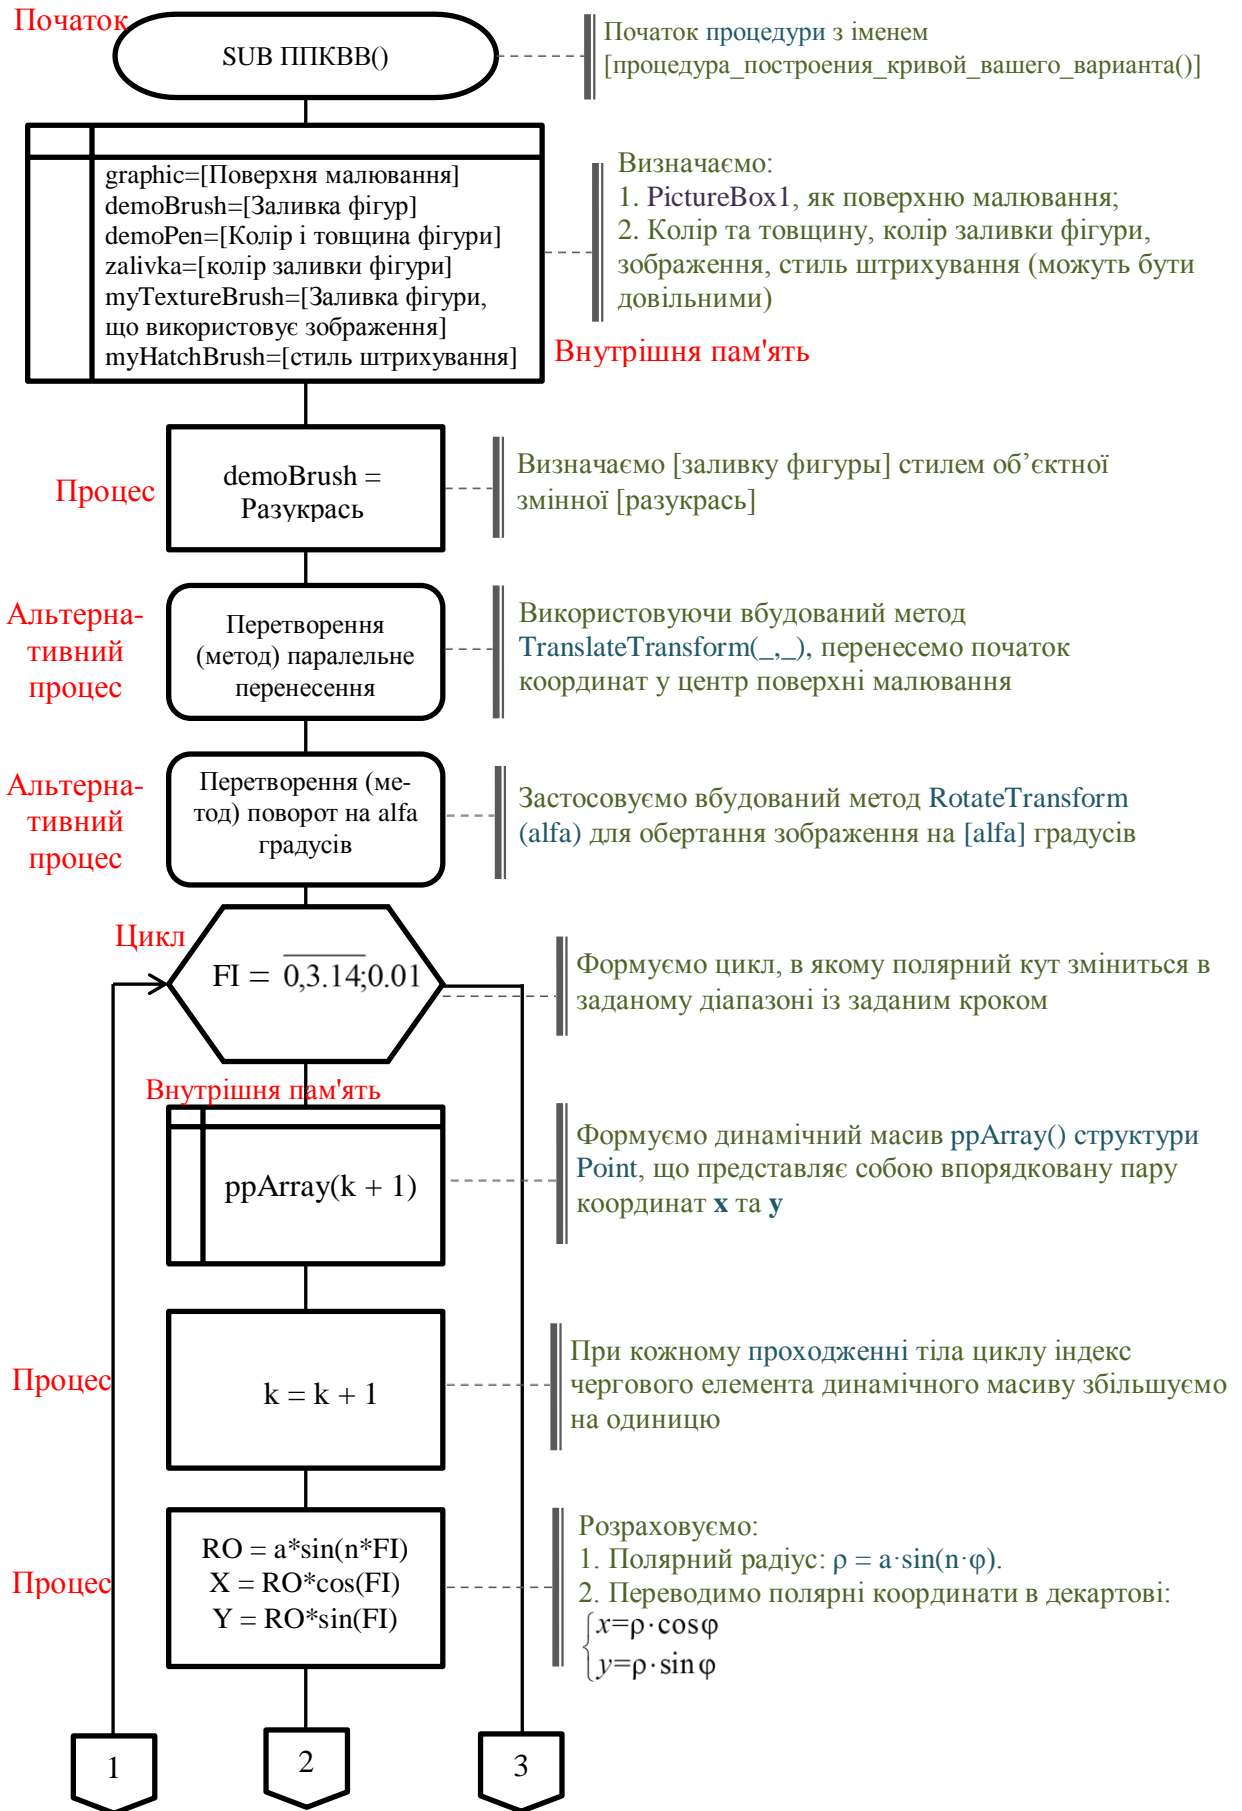 Початок
SUB ППКВВ()
Початок процедури з іменем
[процедура_построения_кривой_вашего_варианта()]
graphic=[Поверхня малювання]
demoBrush=[Заливка фігур]
demoPen=[Колір і товщина фігури]
zalivka=[колір заливки фігури]
myTextureBrush=[Заливка фігури,
що використовує зображення]
myHatchBrush=[стиль штрихування]
Визначаємо:
1. PictureBox1, як поверхню малювання;
2. Колір та товщину, колір заливки фігури,
зображення, стиль штрихування (можуть бути
довільними)
Внутрішня пам'ять
Процес
demoBrush =
Разукрась
Визначаємо [заливку фигуры] стилем об’єктної
змінної [разукрась]
Альтерна-
тивний
процес
Перетворення
(метод) паралельне
перенесення
Використовуючи вбудований метод
TranslateTransform(_,_), перенесемо початок
координат у центр поверхні малювання
Альтерна-
тивний
процес
Перетворення (ме-
тод) поворот на alfa
градусів
Застосовуємо вбудований метод RotateTransform
(alfa) для обертання зображення на [alfa] градусів
Цикл
FI = 0,3.14;0.01
Формуємо цикл, в якому полярний кут зміниться в
заданому діапазоні із заданим кроком
Внутрішня пам'ять
ppArray(k + 1)
Формуємо динамічний масив ppArray() структури
Point, що представляє собою впорядковану пару
координат x та y
Процес
k = k + 1
При кожному проходженні тіла циклу індекс
чергового елемента динамічного масиву збільшуємо
на одиницю
Процес
RO = a*sin(n*FI)
X = RO*cos(FI)
Y = RO*sin(FI)
Розраховуємо:
1. Полярний радіус: ρ = a·sin(n·φ).
2. Переводимо полярні координати в декартові:
x=ρ·cosφ
y=ρ·sinφ
1
2
3